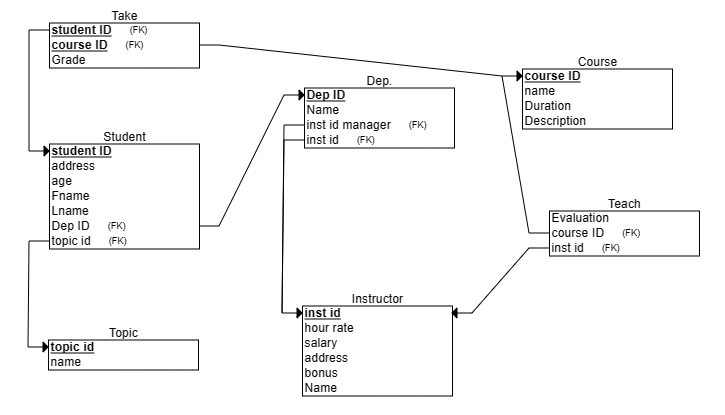 Take
student ID (FK)
course ID (FK)
Grade
Course
course ID
name
Duration
Description
Dep.
Dep ID
Name
inst id manager (FK)
inst id (FK)
Student
student ID
address
age
Fname
Lname
Dep ID (FK)
topic id (FK)
Teach
Evaluation
course ID (FK)
inst id (FK)
Instructor
inst id
hour rate
salary
address
bonus
Name
Topic
topic id
name